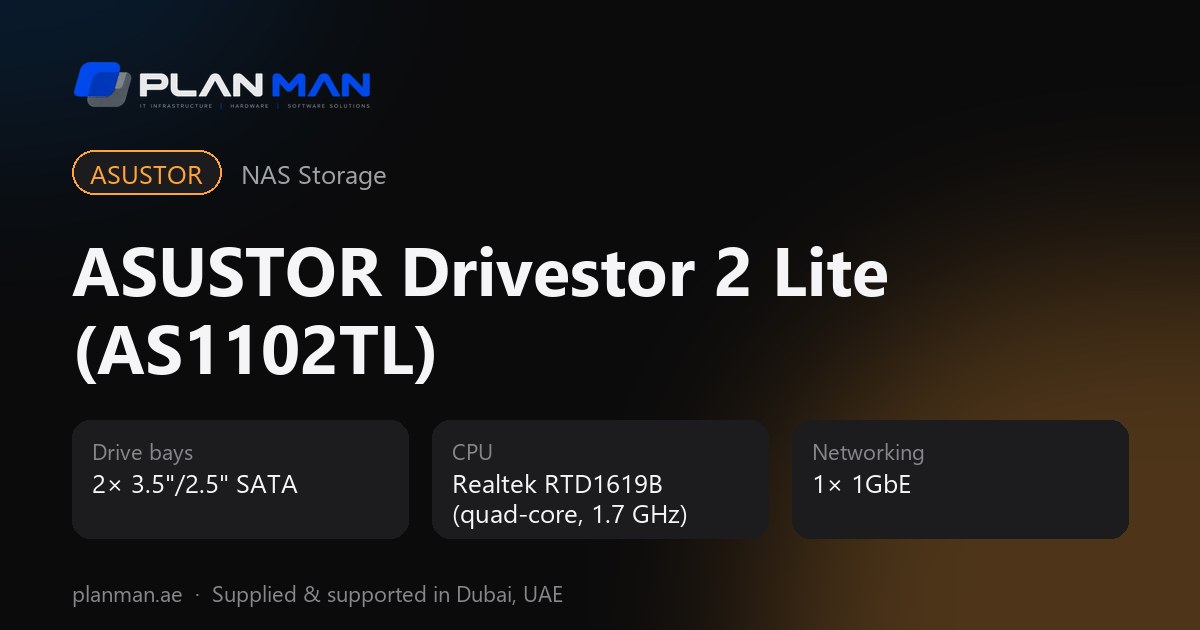 PLAN MAN
IT INFRASTRUCTURE | HARDWARE | SOFTWARE SOLUTIONS
ASUSTOR NAS Storage
ASUSTOR Drivestor 2 Lite
(AS1102TL)
Drive bays
2× 3.5"/2.5" SATA
CPU
Realtek RTD1619B
(quad-core, 1.7 GHz)
Networking
1× 1GbE
planman.ae · Supplied & supported in Dubai, UAE